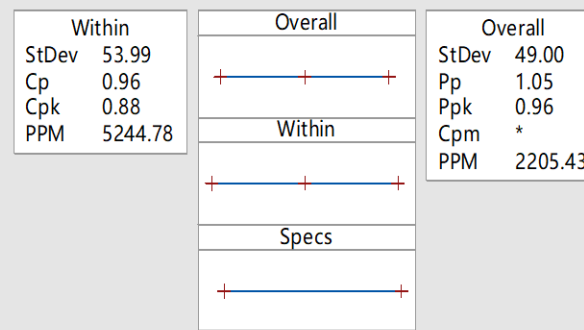 Within
StDev 53.99
Cp 0.96
Cpk 0.88
PPM 5244.78
Overall
Within
Specs
Overall
StDev 49.00
Pp 1.05
Ppk 0.96
Cpm *
PPM 2205.43